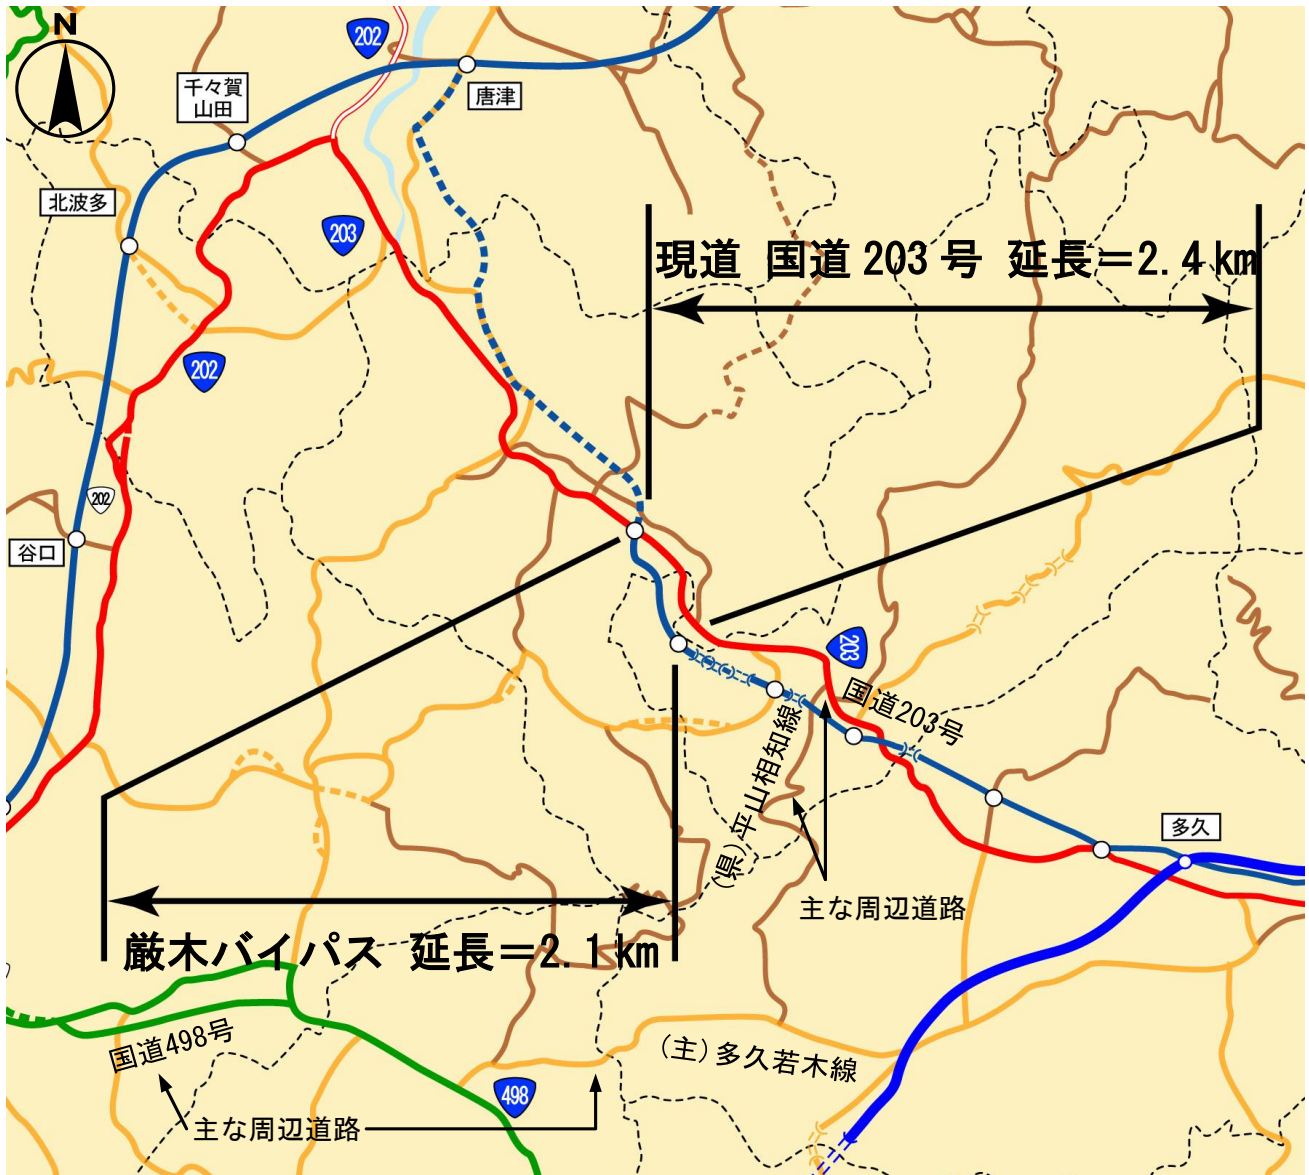 N
202
千々賀
山田
唐津
北波多
203
現道 国道203号 延長=2.4km
202
202
谷口
203
国道203号
(県)平山相知線
多久
主な周辺道路
厳木バイパス 延長=2.1km
国道498号
(主)多久若木線
498
主な周辺道路